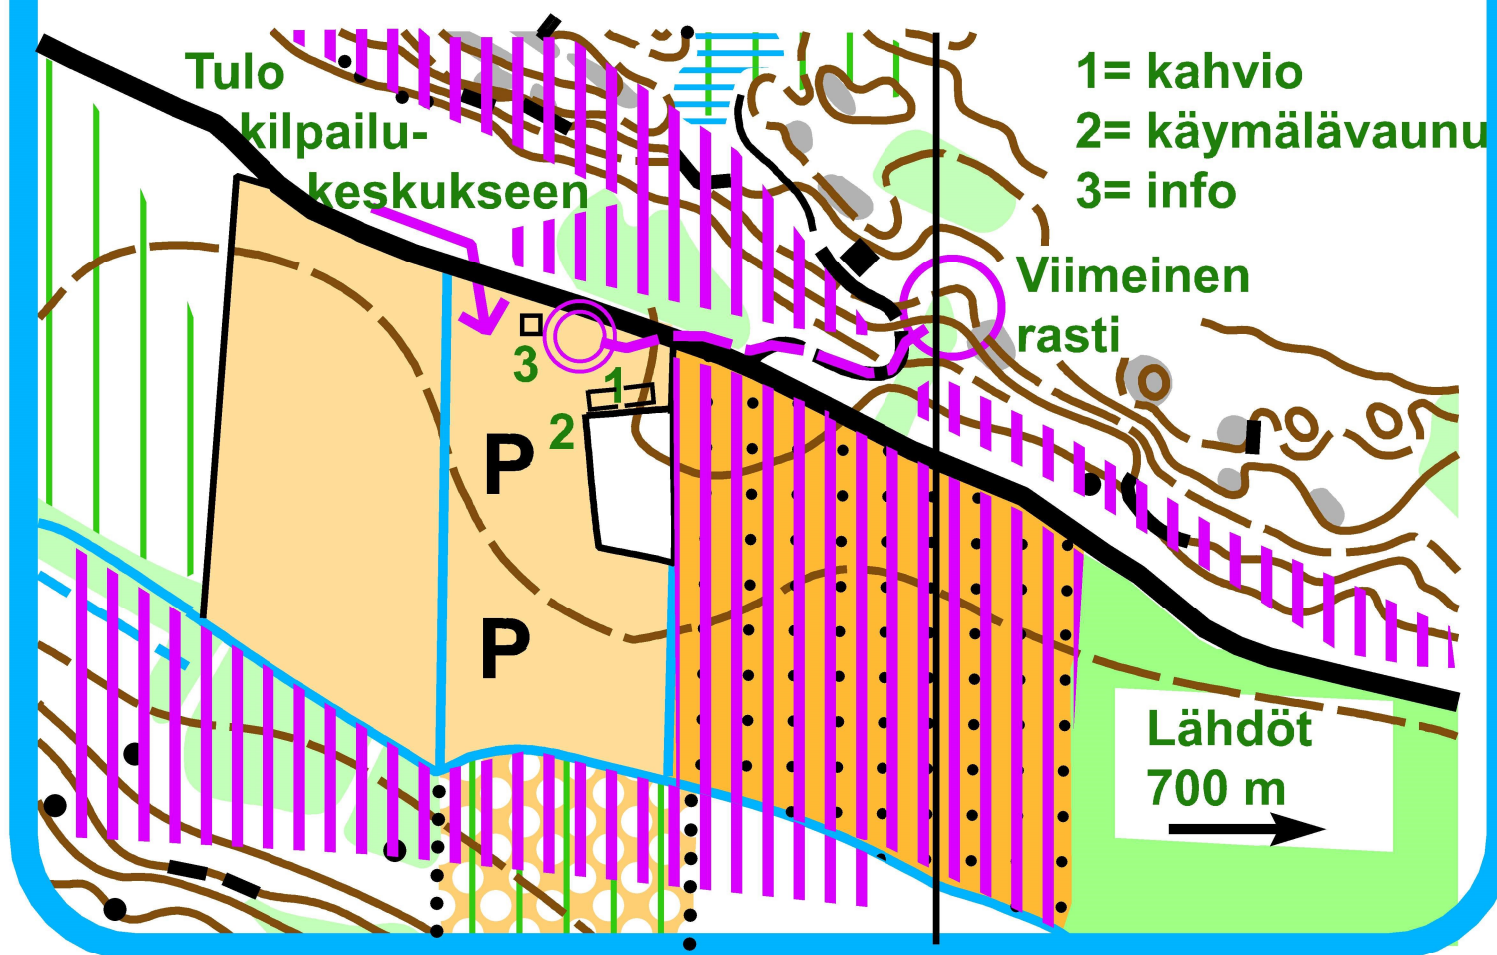 Tulo
kilpailu-
keskukseen
1= kahvio
2= käymälävaunu
3= info
Viimeinen
rasti
3
1
2
P
P
Lähdöt
700 m